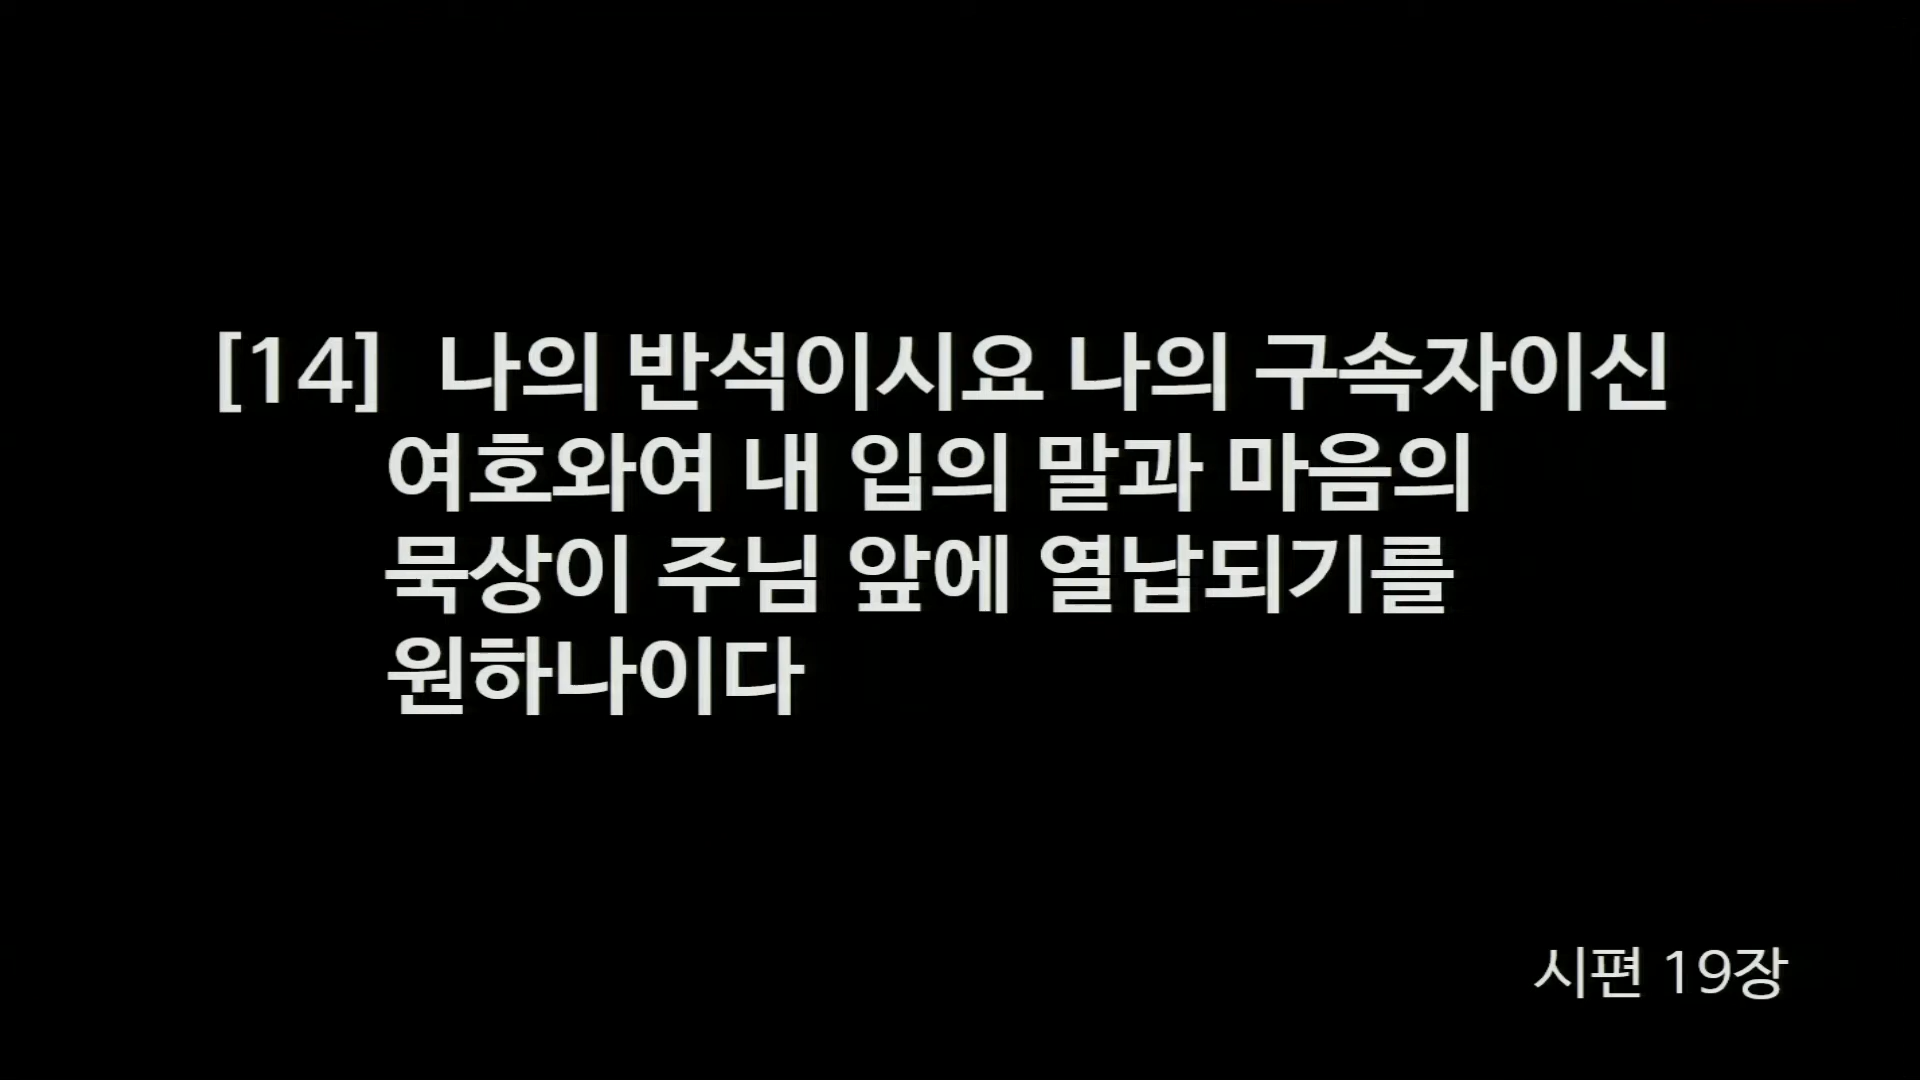 [14] 나의 반석이시요 나의 구속자이신
여호와여 내 입의 말과 마음의
묵상이 주님 앞에 열납되기를
원하나이다
시편 19장